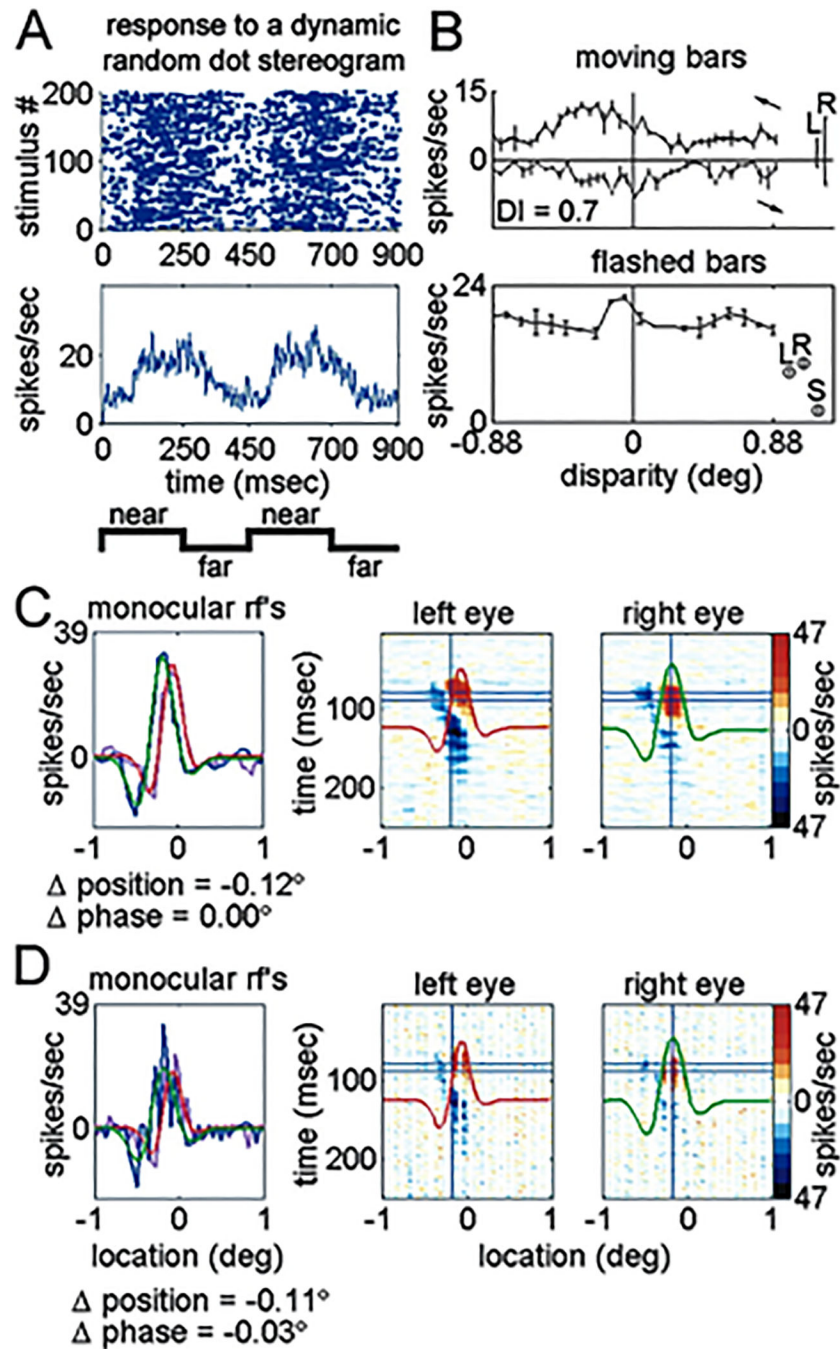 A
response to a dynamic
random dot stereogram
stimulus #
200
100
0
0 250 450 700 900
spikes/sec
20
0
0 250 450 700 900
time (msec)
near near
far far
B
moving bars
spikes/sec
15
0
DI = 0.7
L R
flashed bars
24
0
L R
S
-0.88 0 0.88
disparity (deg)
C
monocular rf's
39
spikes/sec
0
-1 0 1
Δ position = -0.12°
Δ phase = 0.00°
left eye
time (msec)
100
200
-1 0 1
right eye
-1 0 1
47
0
47
spikes/sec
D
monocular rf's
39
spikes/sec
0
-1 0 1
location (deg)
Δ position = -0.11°
Δ phase = -0.03°
left eye
time (msec)
100
200
-1 0 1
right eye
-1 0 1
location (deg)
47
0
47
spikes/sec